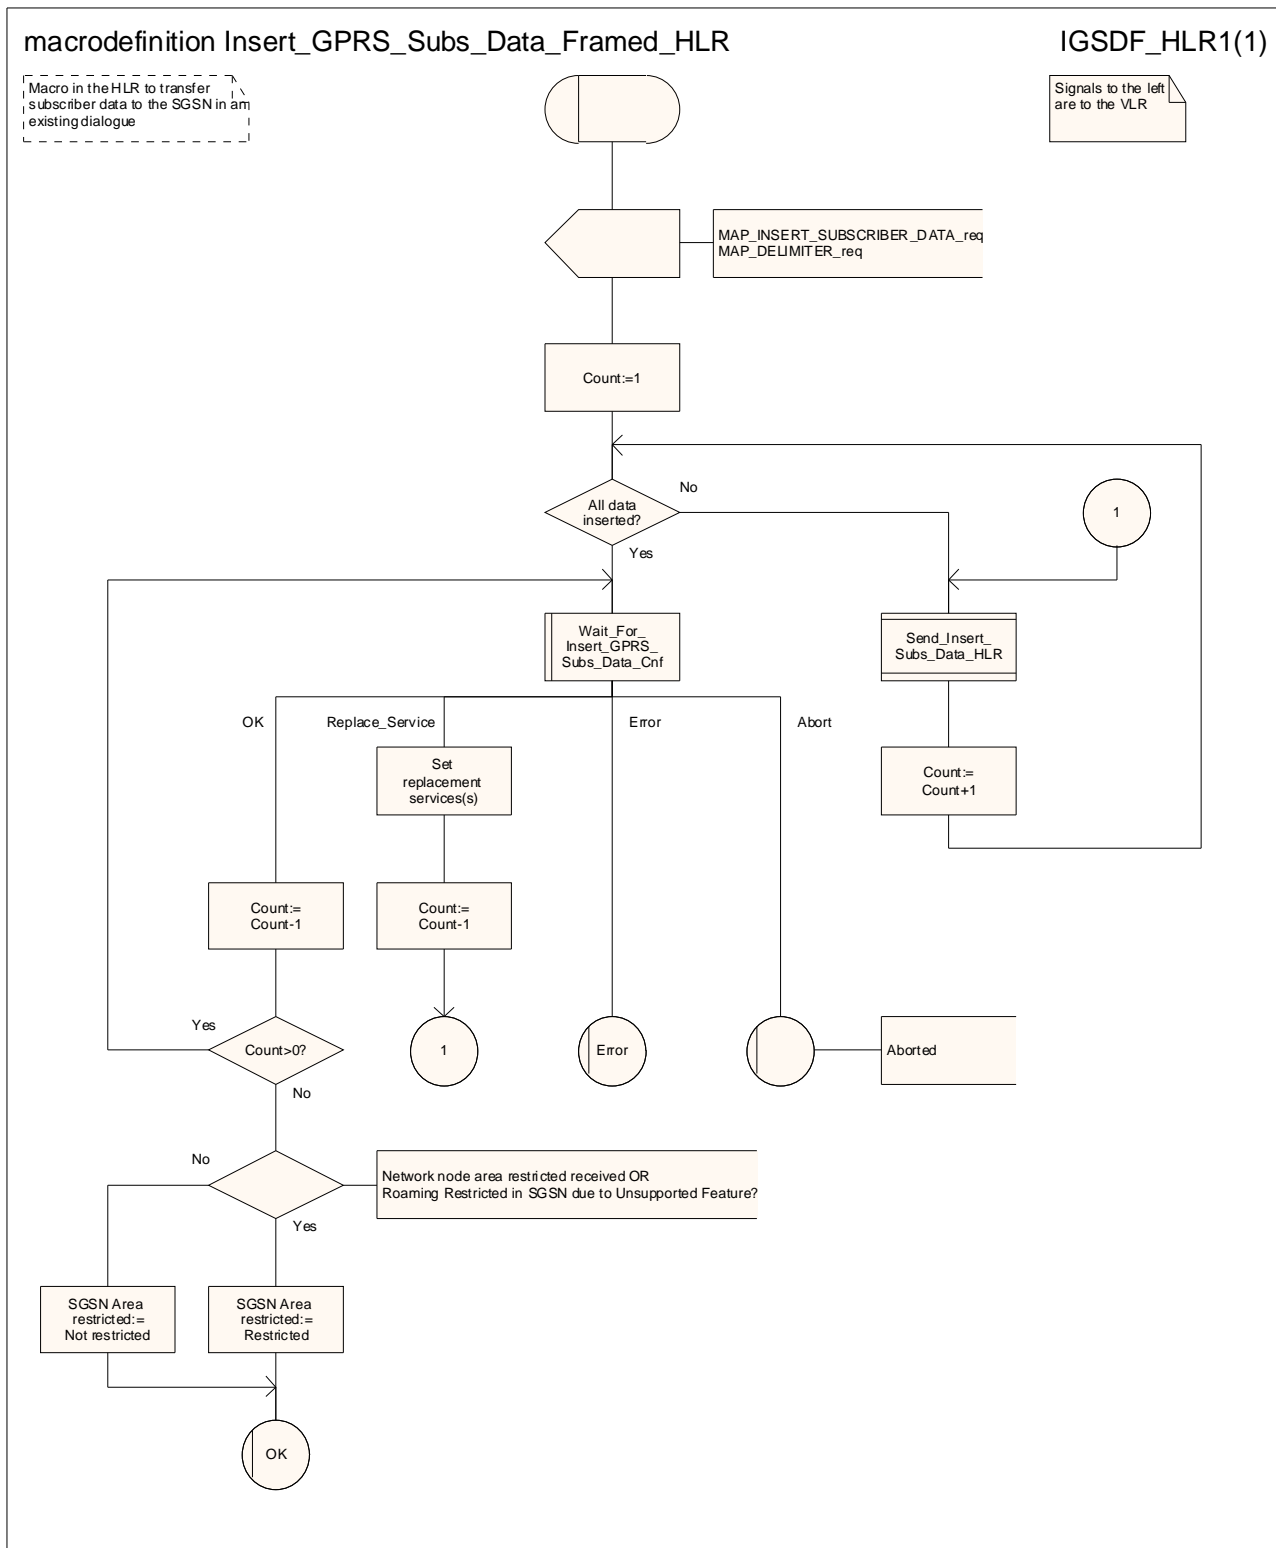 macrodefinition Insert_GPRS_Subs_Data_Framed_HLR
IGSDF_HLR1(1)
Macro in the HLR to transfer
subscriber data to the SGSN in an
existing dialogue
Signals to the left
are to the VLR
MAP_INSERT_SUBSCRIBER_DATA_req
MAP_DELIMITER_req
Count:=1
All data
inserted?
No
Yes
1
Wait_For_
Insert_GPRS_
Subs_Data_Cnf
Send_Insert_
Subs_Data_HLR
OK
Replace_Service
Error
Abort
Set
replacement
services(s)
Count:=
Count+1
Count:=
Count-1
Count:=
Count-1
Yes
Count>0?
No
1
Error
Aborted
No
Yes
Network node area restricted received OR
Roaming Restricted in SGSN due to Unsupported Feature?
SGSN Area
restricted:=
Not restricted
SGSN Area
restricted:=
Restricted
OK